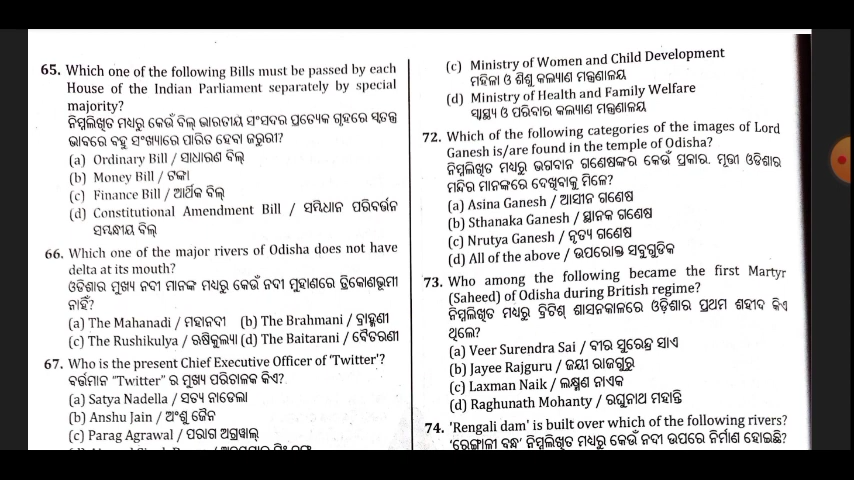 65. Which one of the following Bills must be passed by each
House of the Indian Parliament separately by special
majority?
ନିମ୍ନଲିଖିତ ମଧ୍ୟରୁ କେଉଁ ବିଲ୍ ଭାରତୀୟ ସଂସଦର ପ୍ରତ୍ୟେକ ଗୃହରେ ସ୍ୱତନ୍ତ୍ର
ଭାବରେ ବହୁ ସଂଖ୍ୟାରେ ପାରିତ ହେବା ଜରୁରୀ?
(a) Ordinary Bill / ସାଧାରଣ ବିଲ୍
(b) Money Bill / ଟଙ୍କା
(c) Finance Bill / ଆର୍ଥିକ ବିଲ୍
(d) Constitutional Amendment Bill / ସମ୍ବିଧାନ ପରିବର୍ତ୍ତନ
ସମ୍ବନ୍ଧୀୟ ବିଲ୍
66. Which one of the major rivers of Odisha does not have
delta at its mouth?
ଓଡିଶାର ମୁଖ୍ୟ ନଦୀ ମାନଙ୍କ ମଧ୍ୟରୁ କେଉଁ ନଦୀ ମୁହାଣରେ ତ୍ରିକୋଣଭୂମୀ
ନାହିଁ?
(a) The Mahanadi / ମହାନଦୀ (b) The Brahmani / ବ୍ରାହ୍ମଣୀ
(c) The Rushikulya / ଋଷିକୁଲ୍ୟା (d) The Baitarani / ବୈତରଣୀ
67. Who is the present Chief Executive Officer of 'Twitter'?
ବର୍ତ୍ତମାନ "Twitter" ର ମୁଖ୍ୟ ପରିଚାଳକ କିଏ?
(a) Satya Nadella / ସତ୍ୟ ନାଡେଲା
(b) Anshu Jain / ଅଂଶୁ ଜୈନ
(c) Parag Agrawal / ପରାଗ ଅଗ୍ରୱାଲ୍
(c) Ministry of Women and Child Development
ମହିଳା ଓ ଶିଶୁ କଲ୍ୟାଣ ମନ୍ତ୍ରଣାଳୟ
(d) Ministry of Health and Family Welfare
ସ୍ୱାସ୍ଥ୍ୟ ଓ ପରିବାର କଲ୍ୟାଣ ମନ୍ତ୍ରଣାଳୟ
72. Which of the following categories of the images of Lord
Ganesh is/are found in the temple of Odisha?
ନିମ୍ନଲିଖିତ ମଧ୍ୟରୁ ଭଗବାନ ଗଣେଷଙ୍କର କେଉଁ ପ୍ରକାର. ମୂର୍ତ୍ତୀ ଓଡିଶାର
ମନ୍ଦିର ମାନଙ୍କରେ ଦେଖିବାକୁ ମିଳେ?
(a) Asina Ganesh / ଆସୀନ ଗଣେଷ
(b) Sthanaka Ganesh / ସ୍ଥାନକ ଗଣେଷ
(c) Nrutya Ganesh / ନୃତ୍ୟ ଗଣେଷ
(d) All of the above / ଉପରୋକ୍ତ ସବୁଗୁଡିକ
73. Who among the following became the first Martyr
(Saheed) of Odisha during British regime?
ନିମ୍ନଲିଖିତ ମଧ୍ୟରୁ ବ୍ରିଟିଶ୍ ଶାସନକାଳରେ ଓଡ଼ିଶାର ପ୍ରଥମ ଶହୀଦ କିଏ
ଥିଲେ?
(a) Veer Surendra Sai / ବୀର ସୁରେନ୍ଦ୍ର ସାଏ
(b) Jayee Rajguru / ଜୟୀ ରାଜଗୁରୁ
(c) Laxman Naik / ଲକ୍ଷ୍ମଣ ନାଏକ
(d) Raghunath Mohanty / ରଘୁନାଥ ମହାନ୍ତି
74. 'Rengali dam' is built over which of the following rivers?
'ରେଙ୍ଗାଳୀ ବନ୍ଧ' ନିମ୍ନଲିଖିତ ମଧ୍ୟରୁ କେଉଁ ନଦୀ ଉପରେ ନିର୍ମାଣ ହୋଇଛି?